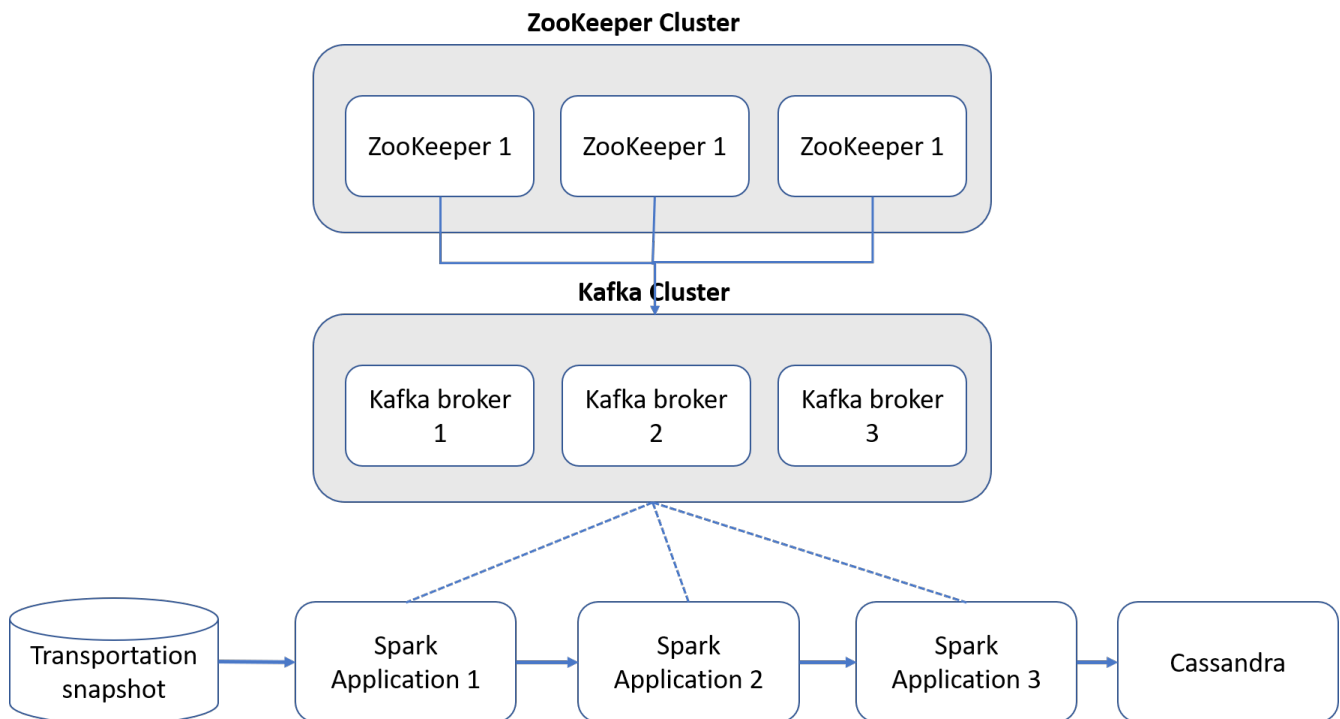 ZooKeeper Cluster
ZooKeeper 1
ZooKeeper 1
ZooKeeper 1
Kafka Cluster
Kafka broker
1
Kafka broker
2
Kafka broker
3
Transportation
snapshot
Spark
Application 1
Spark
Application 2
Spark
Application 3
Cassandra